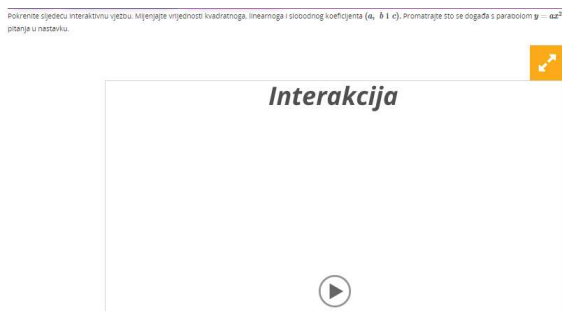 Pokrenite sljedeću interaktivnu vježbu. Mijenjajte vrijednosti kvadratnoga, linearnoga i slobodnog koeficijenta (a, b i c). Promatrajte što se događa s parabolom y = ax²
pitanja u nastavku.
Interakcija